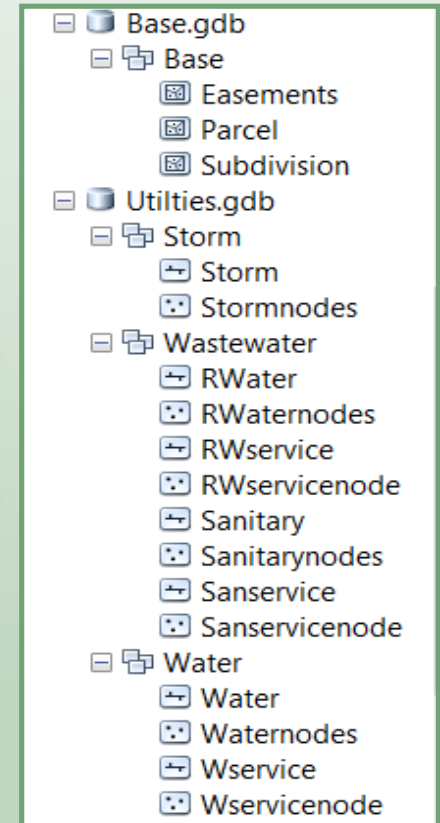 Base.gdb
Base
Easements
Parcel
Subdivision
Utilties.gdb
Storm
Storm
Stormnodes
Wastewater
RWater
RWaternodes
RWservice
RWservicenode
Sanitary
Sanitarynodes
Sanservice
Sanservicenode
Water
Water
Waternodes
Wservice
Wservicenode